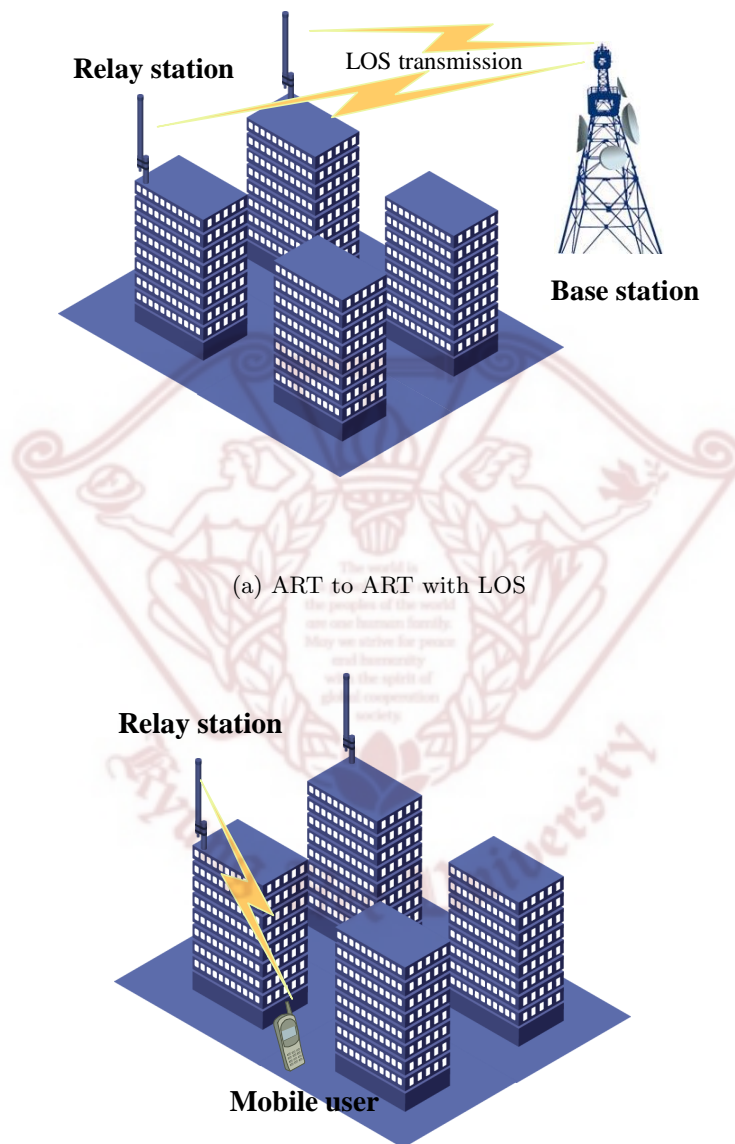 Relay station
LOS transmission
Base station
(a) ART to ART with LOS
The world is
the peoples of the world
are one human family.
May we strive for peace
and humanity
with the spirit of
global cooperation
society.
Relay station
University
Mobile user